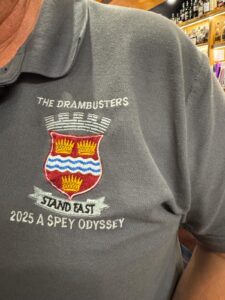 THE DRAMBUSTERS
STAND FAST
2025 A SPEY ODYSSEY